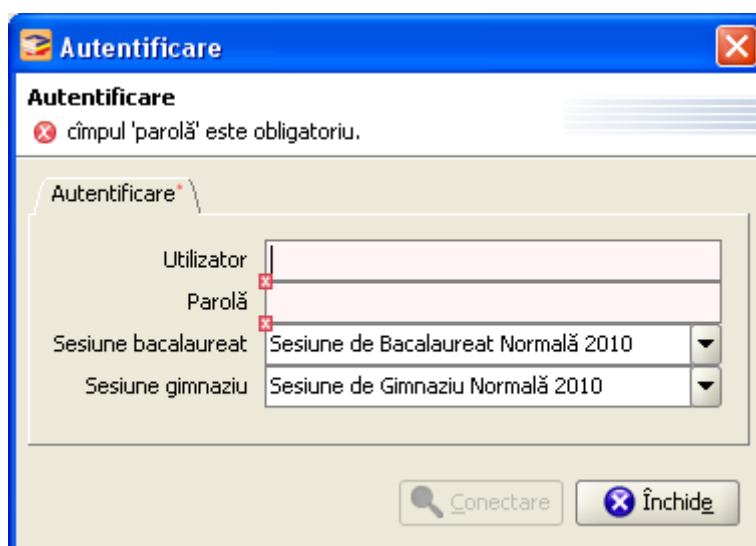 Autentificare
Autentificare
cîmpul 'parolă' este obligatoriu.
Autentificare*
Utilizator
Parolă
Sesiune bacalaureat Sesiune de Bacalaureat Normală 2010
Sesiune gimnaziu Sesiune de Gimnaziu Normală 2010
Conectare Închide